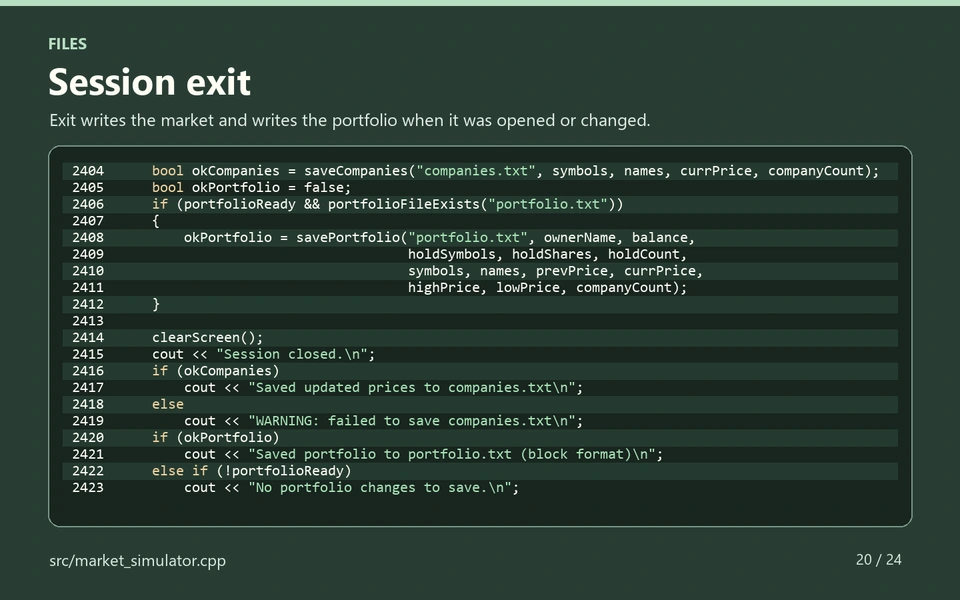 FILES
Session exit
Exit writes the market and writes the portfolio when it was opened or changed.
2404 bool okCompanies = saveCompanies("companies.txt", symbols, names, currPrice, companyCount);
2405 bool okPortfolio = false;
2406 if (portfolioReady && portfolioFileExists("portfolio.txt"))
2407 {
2408 okPortfolio = savePortfolio("portfolio.txt", ownerName, balance,
2409 holdSymbols, holdShares, holdCount,
2410 symbols, names, prevPrice, currPrice,
2411 highPrice, lowPrice, companyCount);
2412 }
2413
2414 clearScreen();
2415 cout << "Session closed.\n";
2416 if (okCompanies)
2417 cout << "Saved updated prices to companies.txt\n";
2418 else
2419 cout << "WARNING: failed to save companies.txt\n";
2420 if (okPortfolio)
2421 cout << "Saved portfolio to portfolio.txt (block format)\n";
2422 else if (!portfolioReady)
2423 cout << "No portfolio changes to save.\n";
src/market_simulator.cpp
20 / 24